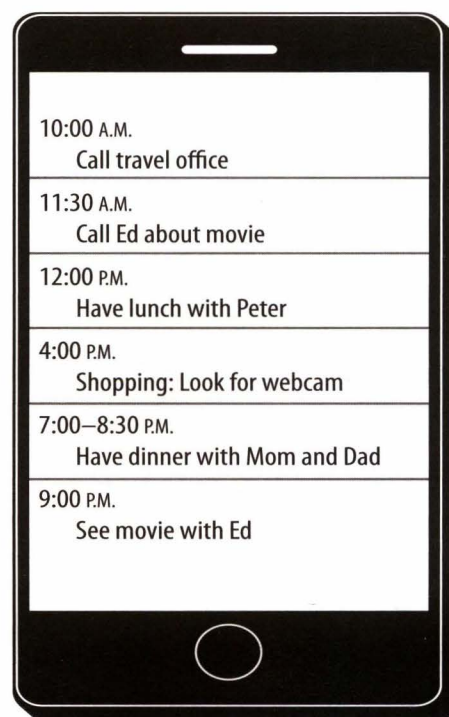 10:00 A.M.
Call travel office
11:30 A.M.
Call Ed about movie
12:00 P.M.
Have lunch with Peter
4:00 P.M.
Shopping: Look for webcam
7:00–8:30 P.M.
Have dinner with Mom and Dad
9:00 P.M.
See movie with Ed